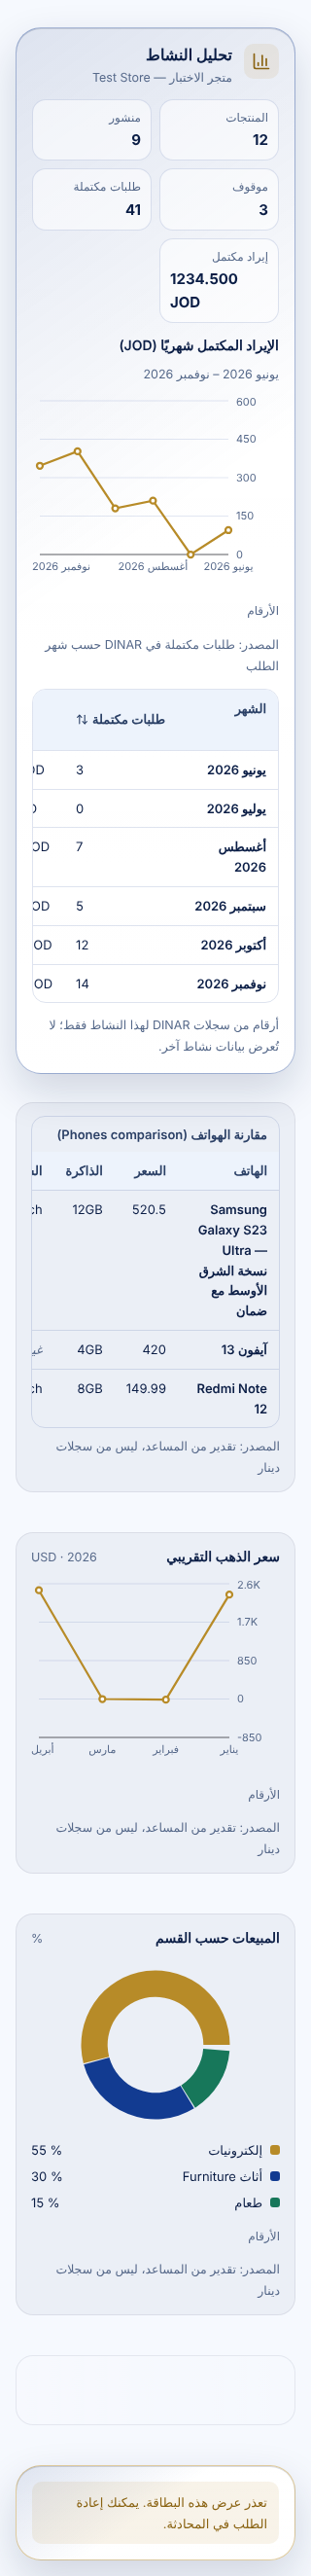 تحليل النشاط
متجر الاختبار — Test Store
المنتجات
12
منشور
9
موقوف
3
طلبات مكتملة
41
إيراد مكتمل
1234.500
JOD
الإيراد المكتمل شهريًا (JOD)
يونيو 2026 – نوفمبر 2026
600
450
300
150
0
يونيو 2026 أغسطس 2026 نوفمبر 2026
الأرقام
المصدر: طلبات مكتملة في DINAR حسب شهر
الطلب
الشهر طلبات مكتملة ⇅
يونيو 2026 3
يوليو 2026 0
أغسطس
2026 7
سبتمبر 2026 5
أكتوبر 2026 12
نوفمبر 2026 14
أرقام من سجلات DINAR لهذا النشاط فقط؛ لا
تُعرض بيانات نشاط آخر.
مقارنة الهواتف (Phones comparison)
الهاتف السعر الذاكرة
Samsung 520.5 12GB
Galaxy S23
Ultra —
نسخة الشرق
الأوسط مع
ضمان
آيفون 13 420 4GB
Redmi Note 149.99 8GB
12
المصدر: تقدير من المساعد، ليس من سجلات
دينار
سعر الذهب التقريبي
USD · 2026
2.6K
1.7K
850
0
-850
يناير فبراير مارس أبريل
الأرقام
المصدر: تقدير من المساعد، ليس من سجلات
دينار
المبيعات حسب القسم
%
إلكترونيات 55 %
أثاث Furniture 30 %
طعام 15 %
الأرقام
المصدر: تقدير من المساعد، ليس من سجلات
دينار
تعذر عرض هذه البطاقة. يمكنك إعادة
الطلب في المحادثة.